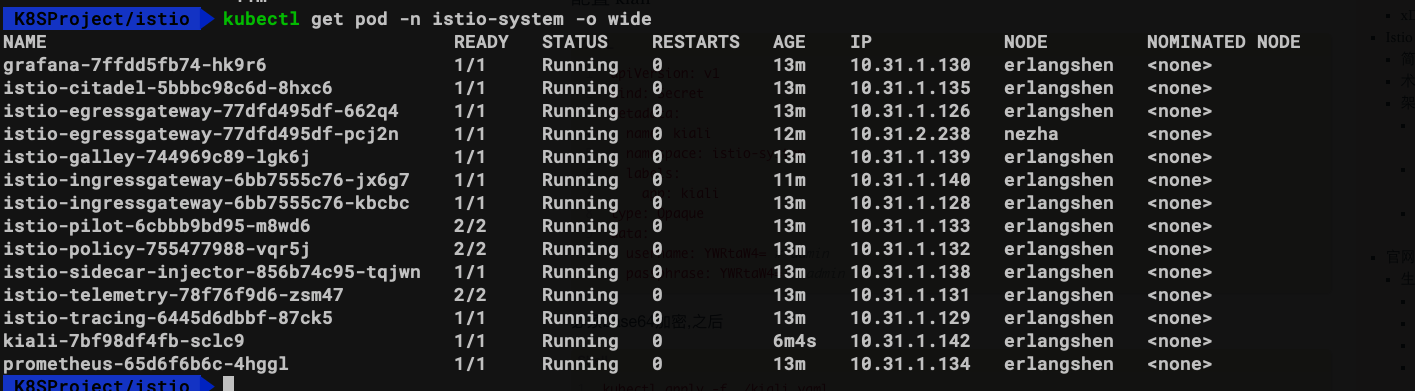 K8SProject/istio kubectl get pod -n istio-system -o wide
NAME READY STATUS RESTARTS AGE IP NODE NOMINATED NODE
grafana-7ffdd5fb74-hk9r6 1/1 Running 0 13m 10.31.1.130 erlangshen <none>
istio-citadel-5bbbc98c6d-8hxc6 1/1 Running 0 13m 10.31.1.135 erlangshen <none>
istio-egressgateway-77dfd495df-662q4 1/1 Running 0 13m 10.31.1.126 erlangshen <none>
istio-egressgateway-77dfd495df-pcj2n 1/1 Running 0 12m 10.31.2.238 nezha <none>
istio-galley-744969c89-lgk6j 1/1 Running 0 13m 10.31.1.139 erlangshen <none>
istio-ingressgateway-6bb7555c76-jx6g7 1/1 Running 0 11m 10.31.1.140 erlangshen <none>
istio-ingressgateway-6bb7555c76-kbcbc 1/1 Running 0 13m 10.31.1.128 erlangshen <none>
istio-pilot-6cbbb9bd95-m8wd6 2/2 Running 0 13m 10.31.1.133 erlangshen <none>
istio-policy-755477988-vqr5j 2/2 Running 0 13m 10.31.1.132 erlangshen <none>
istio-sidecar-injector-856b74c95-tqjwn 1/1 Running 0 13m 10.31.1.138 erlangshen <none>
istio-telemetry-78f76f9d6-zsm47 2/2 Running 0 13m 10.31.1.131 erlangshen <none>
istio-tracing-6445d6dbbf-87ck5 1/1 Running 0 13m 10.31.1.129 erlangshen <none>
kiali-7bf98df4fb-sclc9 1/1 Running 0 6m4s 10.31.1.142 erlangshen <none>
prometheus-65d6f6b6c-4hggl 1/1 Running 0 13m 10.31.1.134 erlangshen <none>
K8SProject/istio